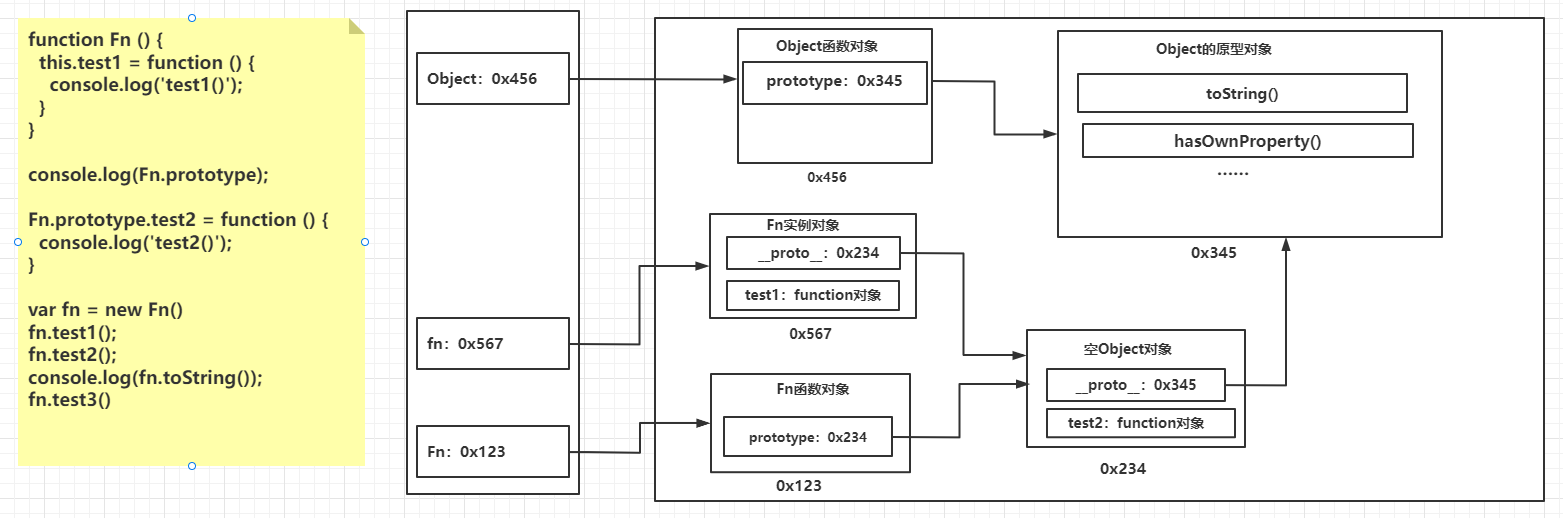 function Fn () {
this.test1 = function () {
console.log('test1()');
}
}
console.log(Fn.prototype);
Fn.prototype.test2 = function () {
console.log('test2()');
}
var fn = new Fn()
fn.test1();
fn.test2();
console.log(fn.toString());
fn.test3()
Object：0x456
fn：0x567
Fn：0x123
Object函数对象
prototype：0x345
0x456
Object的原型对象
toString()
hasOwnProperty()
......
0x345
Fn实例对象
__proto__：0x234
test1：function对象
0x567
Fn函数对象
prototype：0x234
0x123
空Object对象
__proto__：0x345
test2：function对象
0x234